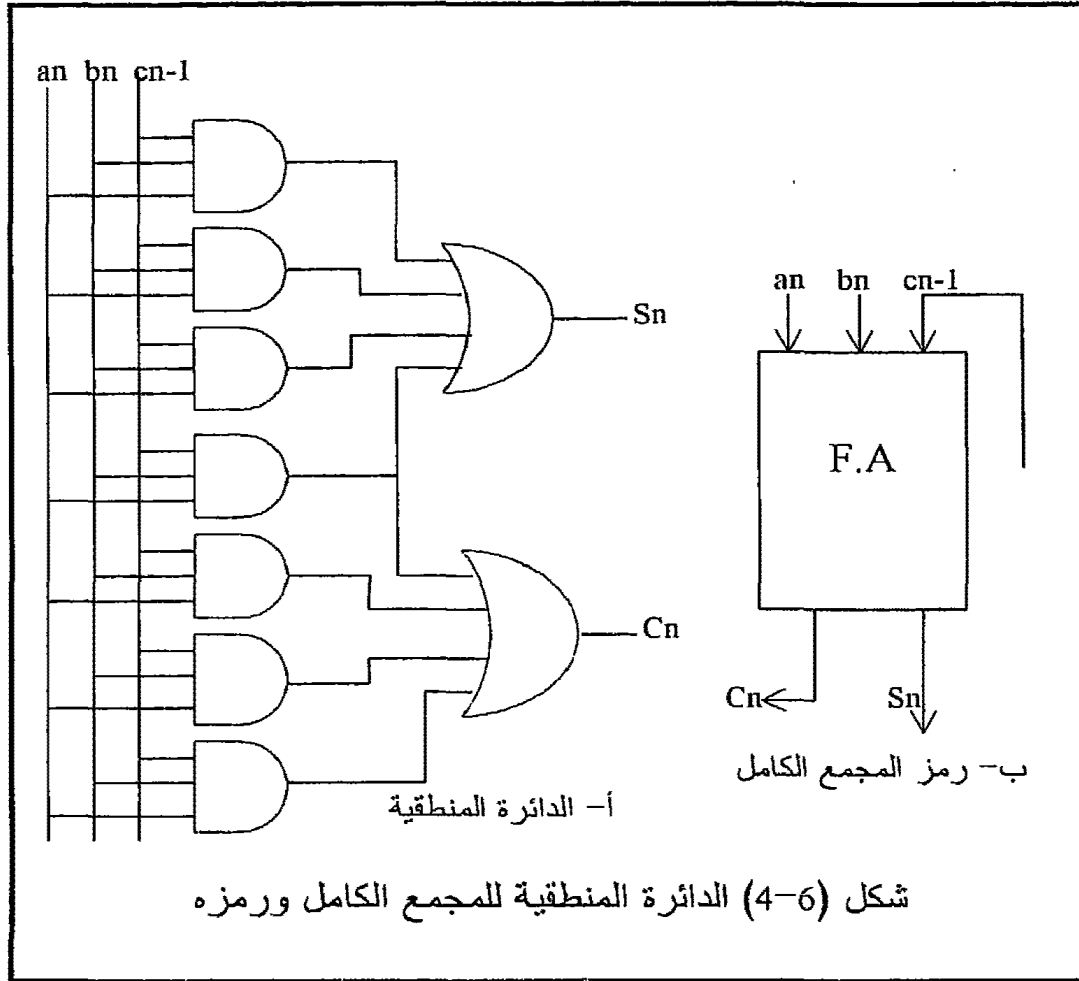 an bn cn-1
Sn
Cn
أ- الدائرة المنطقية
an bn cn-1
F.A
Cn Sn
ب- رمز المجمع الكامل
شكل (6-4) الدائرة المنطقية للمجمع الكامل ورمزه